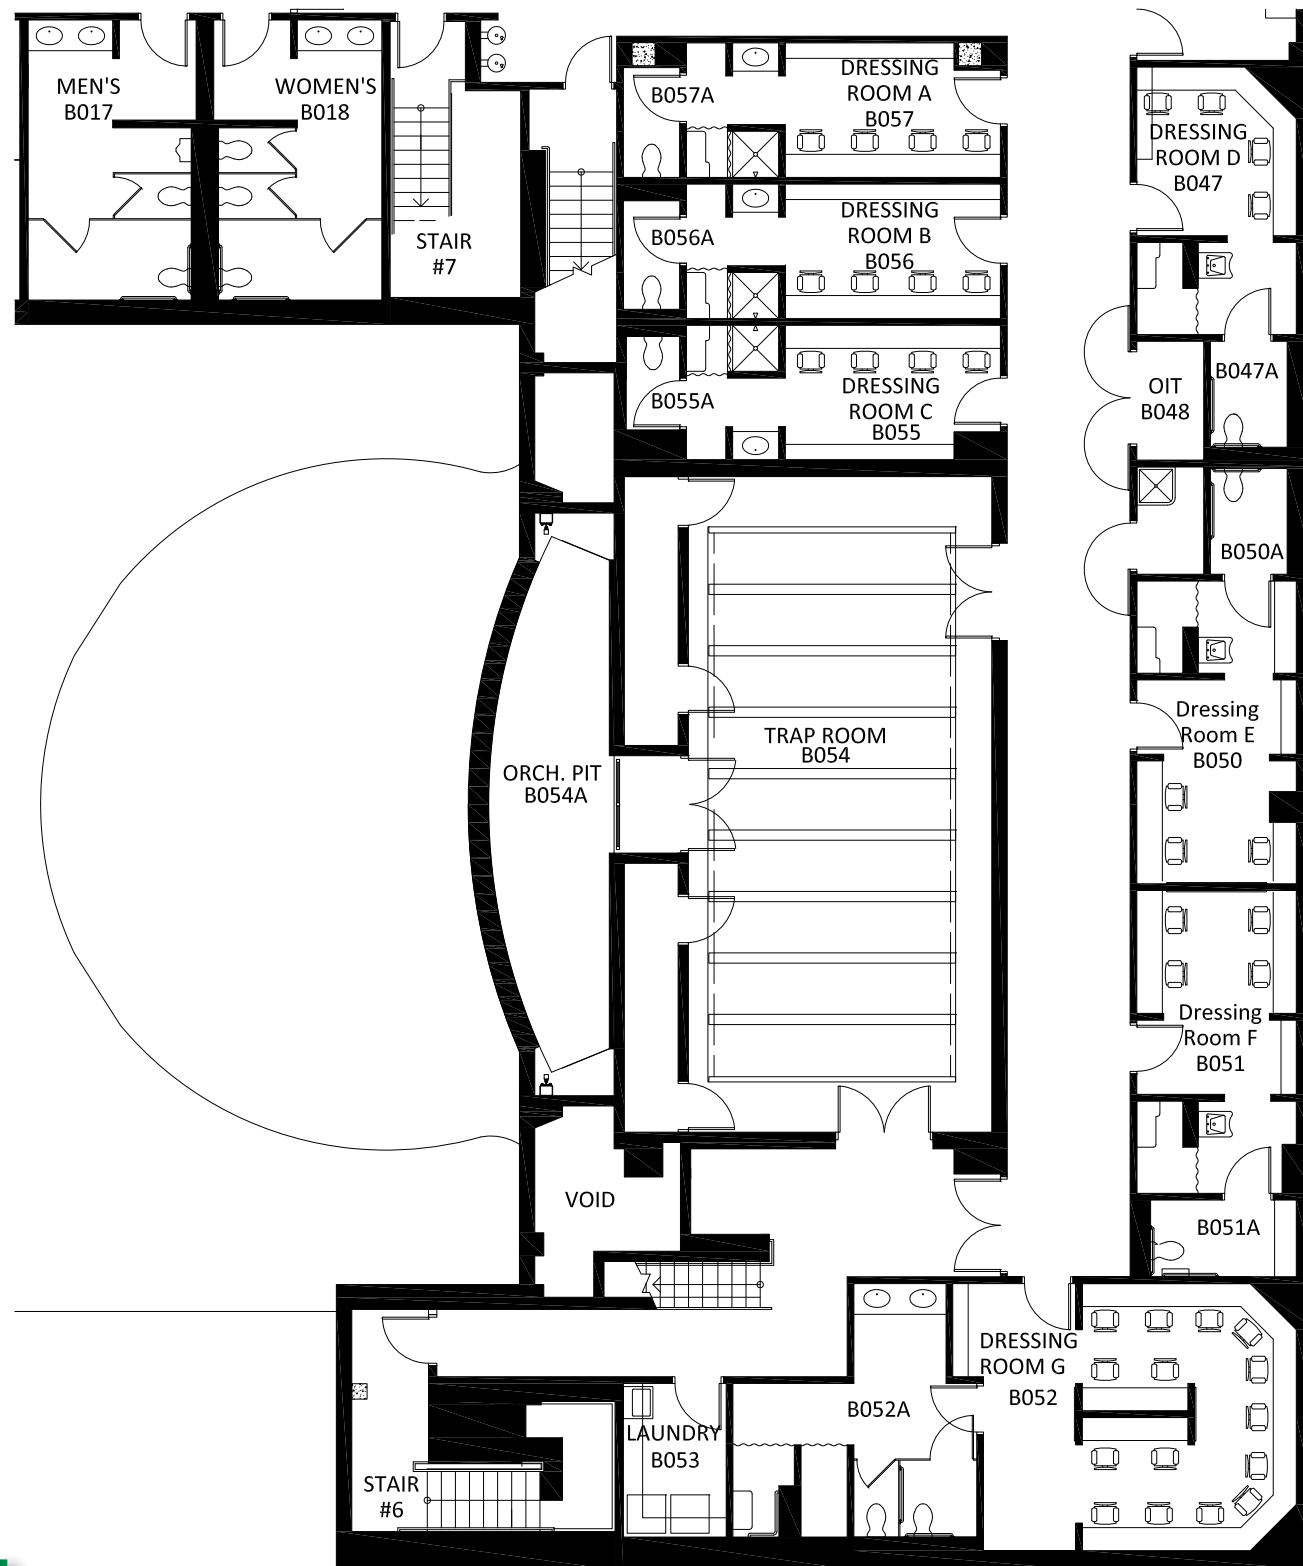 MEN'S
B017
WOMEN'S
B018
STAIR
#7
B057A
DRESSING
ROOM A
B057
B056A
DRESSING
ROOM B
B056
B055A
DRESSING
ROOM C
B055
DRESSING
ROOM D
B047
OIT
B048
B047A
B050A
Dressing
Room E
B050
TRAP ROOM
B054
ORCH. PIT
B054A
Dressing
Room F
B051
VOID
B051A
DRESSING
ROOM G
B052
B052A
LAUNDRY
B053
STAIR
#6